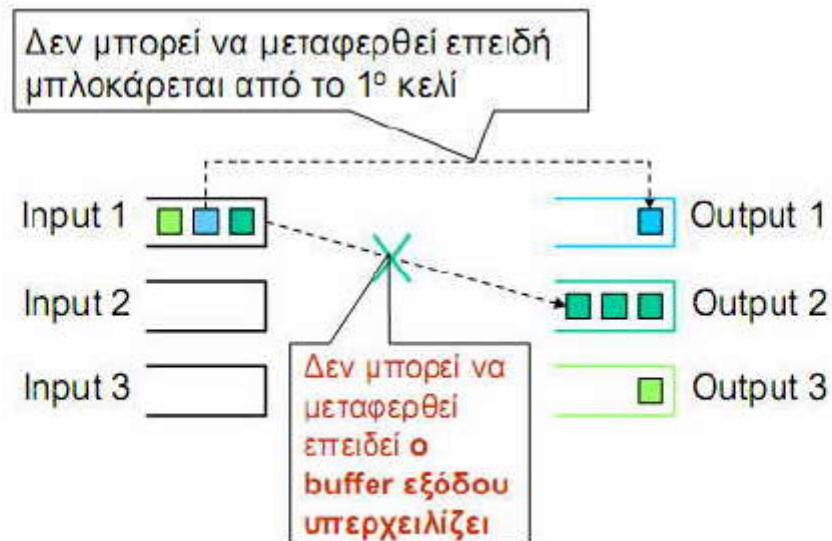 Δεν μπορεί να μεταφερθεί επειδή
μπλοκάρεται από το 1º κελί
Input 1
Output 1
Input 2
Output 2
Input 3
Output 3
Δεν μπορεί να
μεταφερθεί
επειδεί ο
buffer εξόδου
υπερχειλίζει